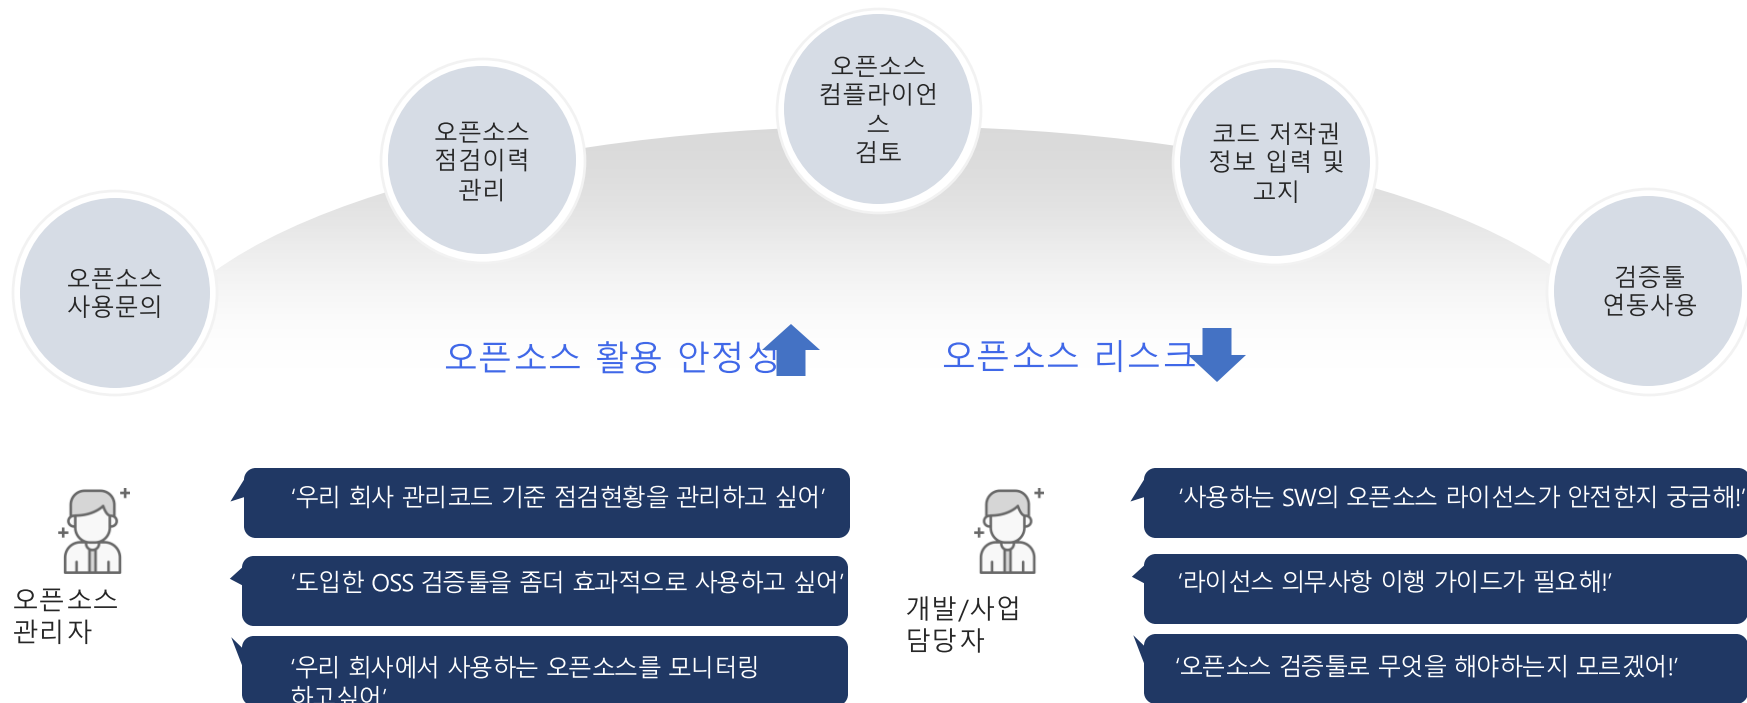 오픈소스
컴플라이언
스
검토
오픈소스
점검이력
관리
코드 저작권
정보 입력 및
고지
오픈소스
사용문의
검증툴
연동사용
오픈소스 활용 안정성
오픈소스 리스크
오픈소스
관리자
‘우리 회사 관리코드 기준 점검현황을 관리하고 싶어’
‘도입한 OSS 검증툴을 좀더 효과적으로 사용하고 싶어’
‘우리 회사에서 사용하는 오픈소스를 모니터링
하고싶어’
개발/사업
담당자
‘사용하는 SW의 오픈소스 라이선스가 안전한지 궁금해!’
‘라이선스 의무사항 이행 가이드가 필요해!’
‘오픈소스 검증툴로 무엇을 해야하는지 모르겠어!’